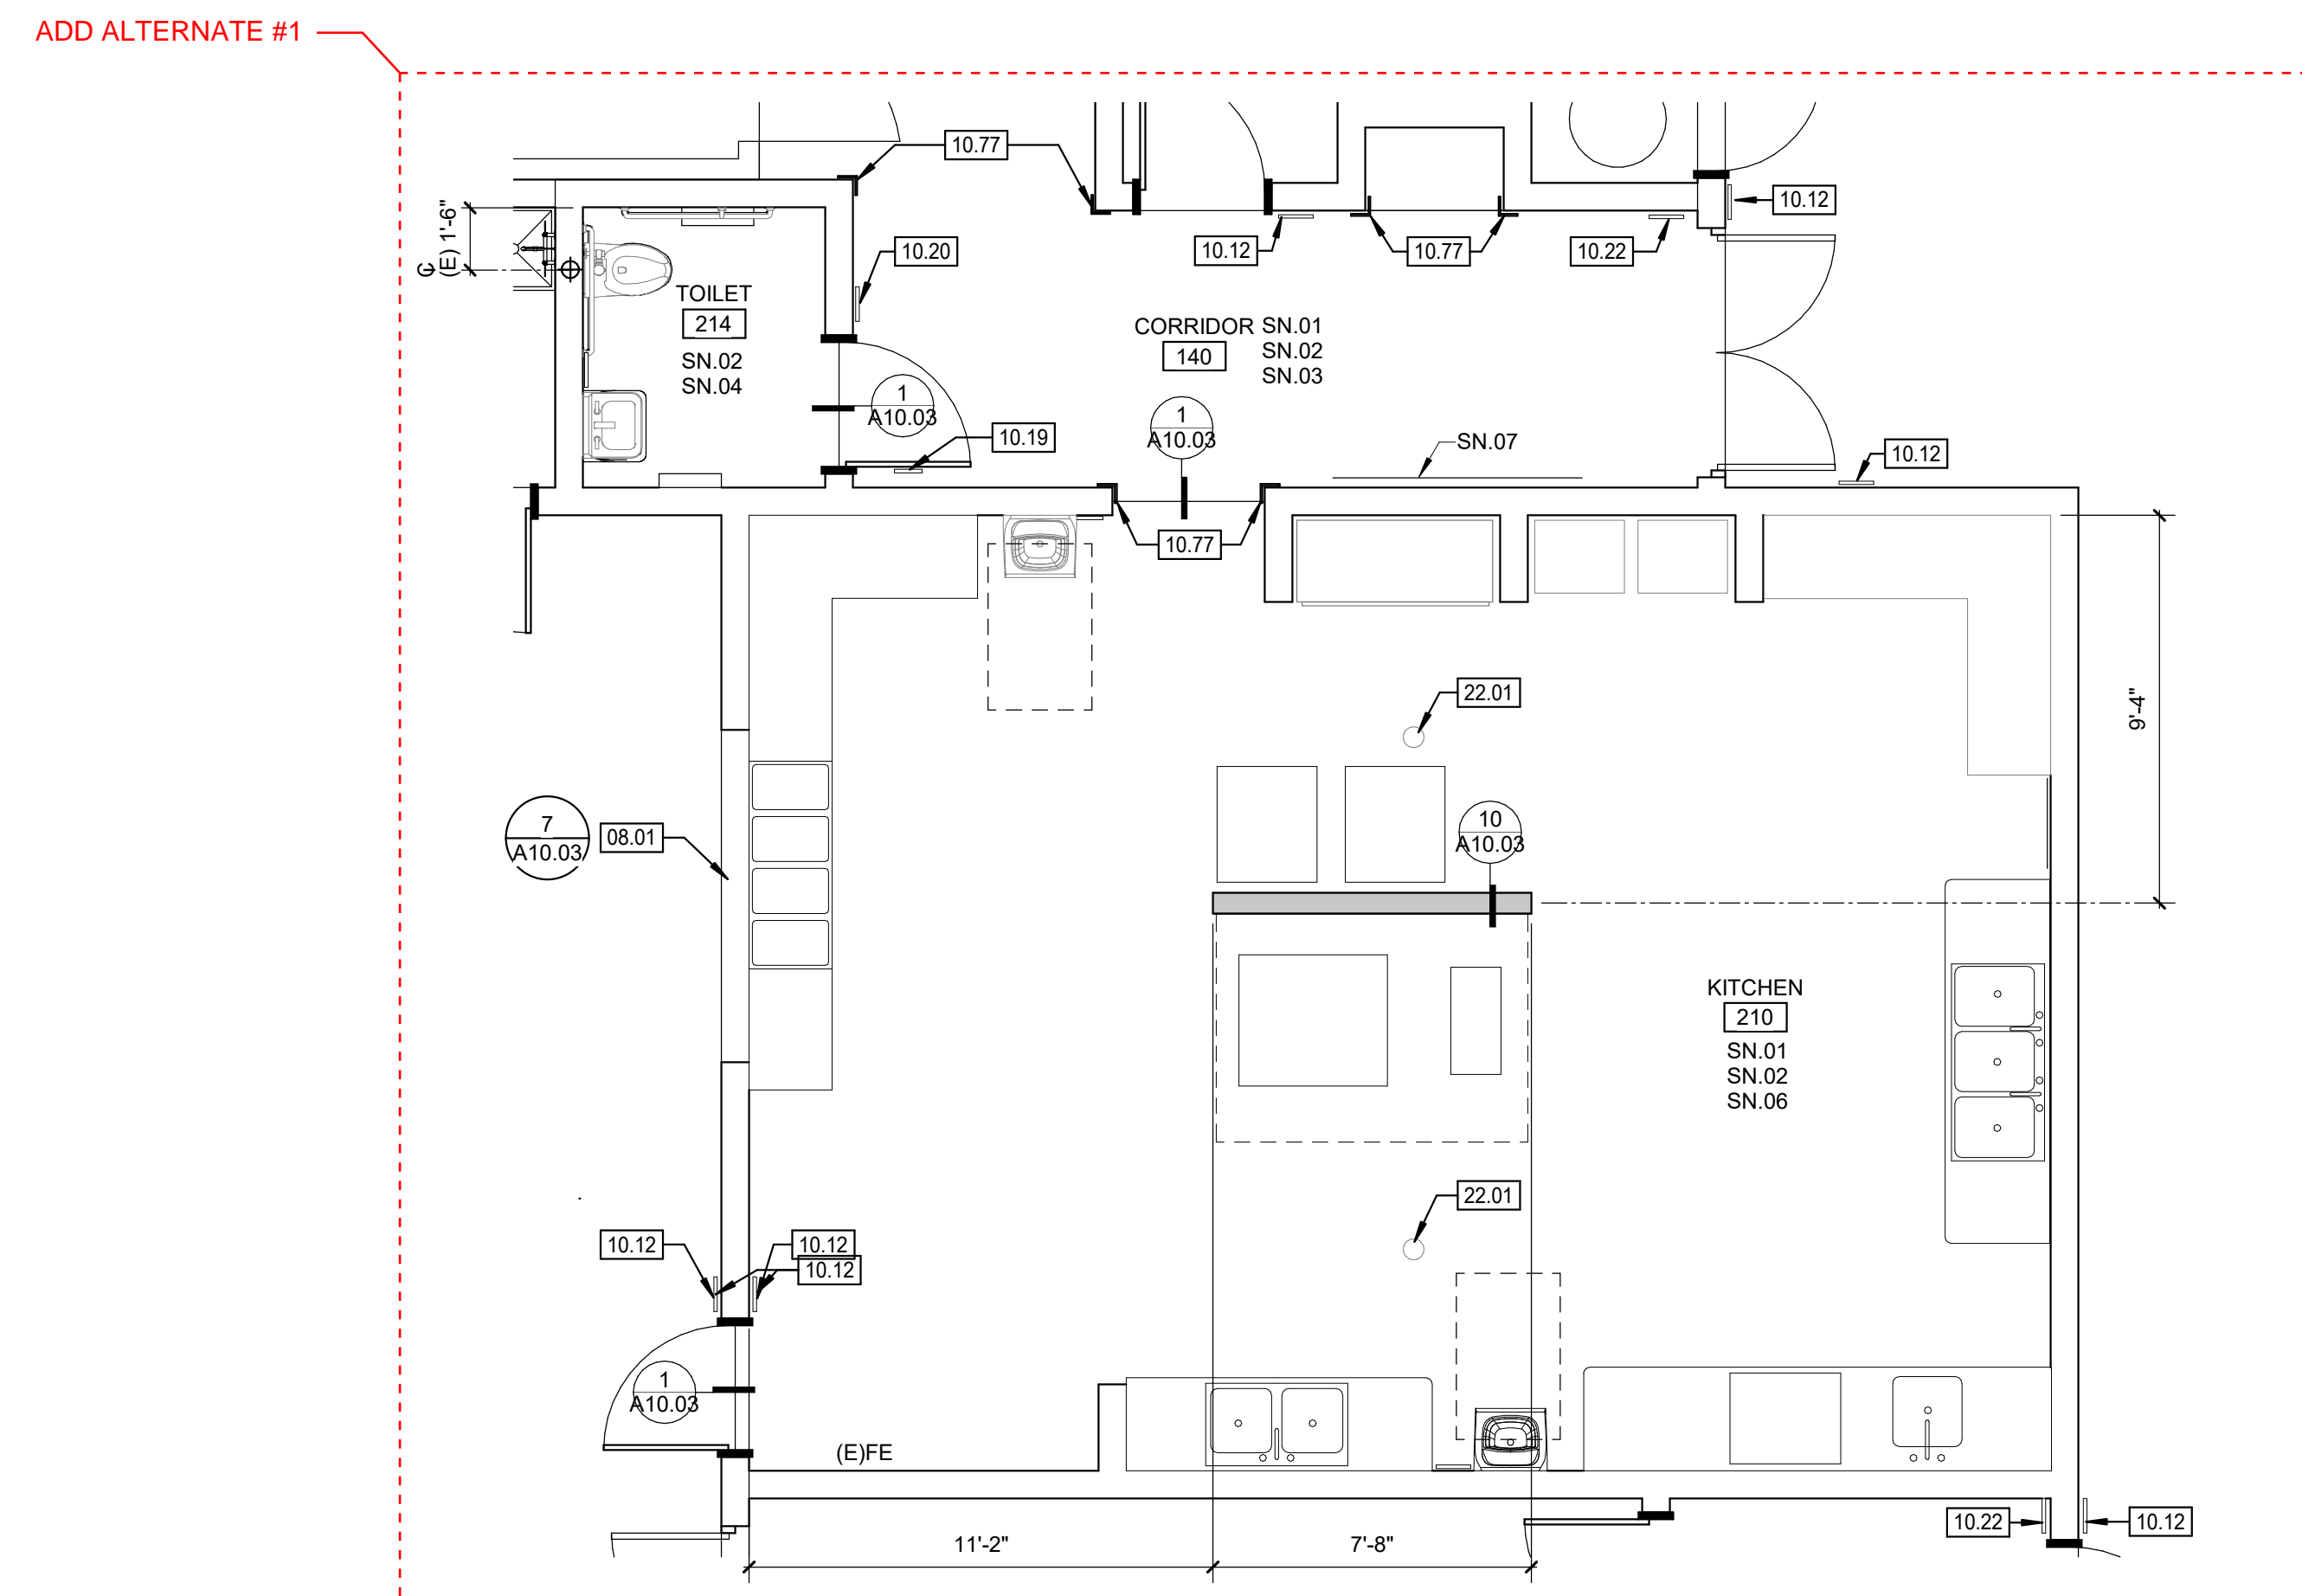 ADD ALTERNATE #1
10.77
10.12
(E) 1'-6"
10.20
10.12
10.77
10.22
TOILET
214
SN.02
SN.04
CORRIDOR
140
SN.01
SN.02
SN.03
1
A10.03
1
A10.03
10.19
SN.07
10.12
10.77
9'-4"
22.01
7
A10.03
08.01
10
A10.03
KITCHEN
210
SN.01
SN.02
SN.06
22.01
10.12
10.12
10.12
1
A10.03
(E)FE
10.22
10.12
11'-2"
7'-8"